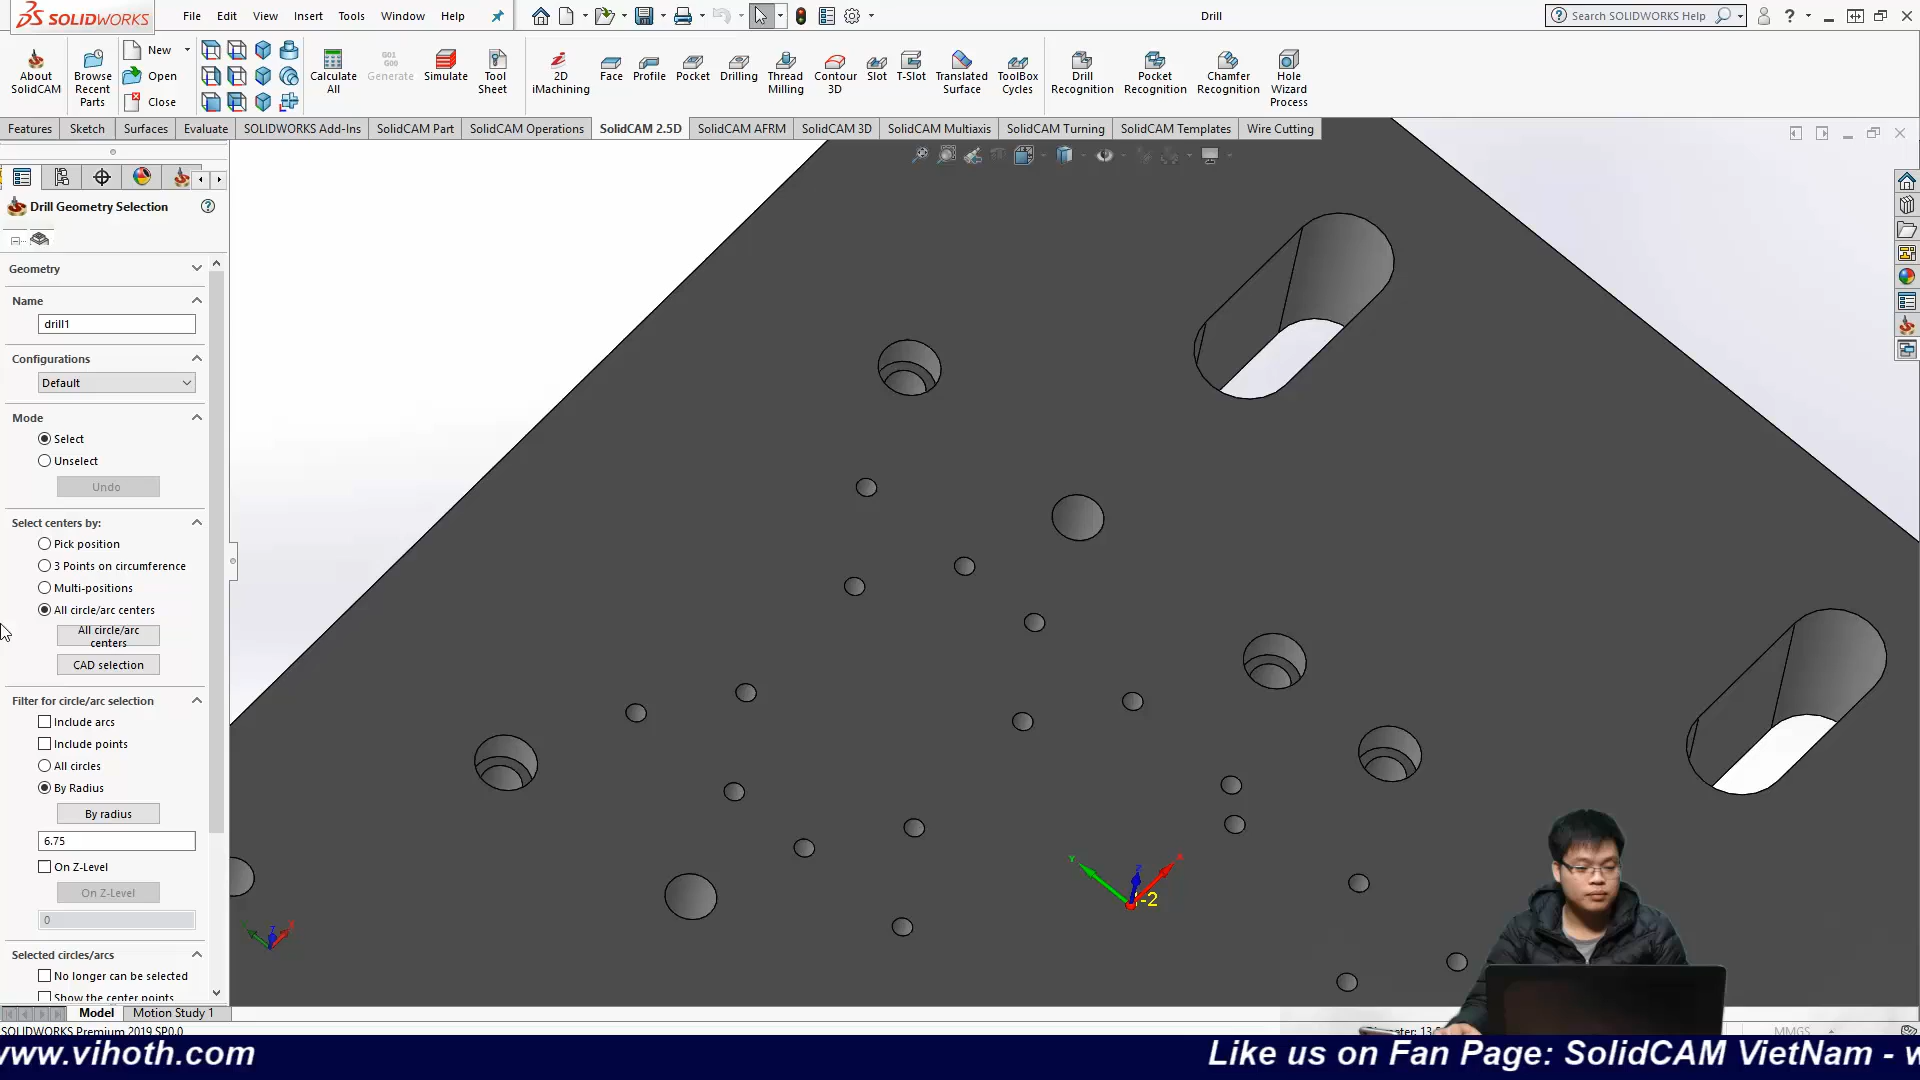 SOLIDWORKS
File Edit View Insert Tools Window Help
Drill
Search SOLIDWORKS Help
About SolidCAM
Browse Recent Parts
New
Open
Close
Calculate All
G01 G00
Generate
Simulate
Tool Sheet
2D iMachining
Face
Profile
Pocket
Drilling
Thread Milling
Contour 3D
Slot
T-Slot
Translated Surface
ToolBox Cycles
Drill Recognition
Pocket Recognition
Chamfer Recognition
Hole Wizard Process
Features Sketch Surfaces Evaluate SOLIDWORKS Add-Ins SolidCAM Part SolidCAM Operations SolidCAM 2.5D SolidCAM AFRM SolidCAM 3D SolidCAM Multiaxis SolidCAM Turning SolidCAM Templates Wire Cutting
Drill Geometry Selection
Geometry
Name
drill1
Configurations
Default
Mode
Select
Unselect
Undo
Select centers by:
Pick position
3 Points on circumference
Multi-positions
All circle/arc centers
All circle/arc
centers
CAD selection
Filter for circle/arc selection
Include arcs
Include points
All circles
By Radius
By radius
6.75
On Z-Level
On Z-Level
0
Selected circles/arcs
No longer can be selected
Show the center points
Y Z X
-2
Z X
Model Motion Study 1
SOLIDWORKS Premium 2019 SP0.0
MMGS
www.vihoth.com
Like us on Fan Page: SolidCAM VietNam - w